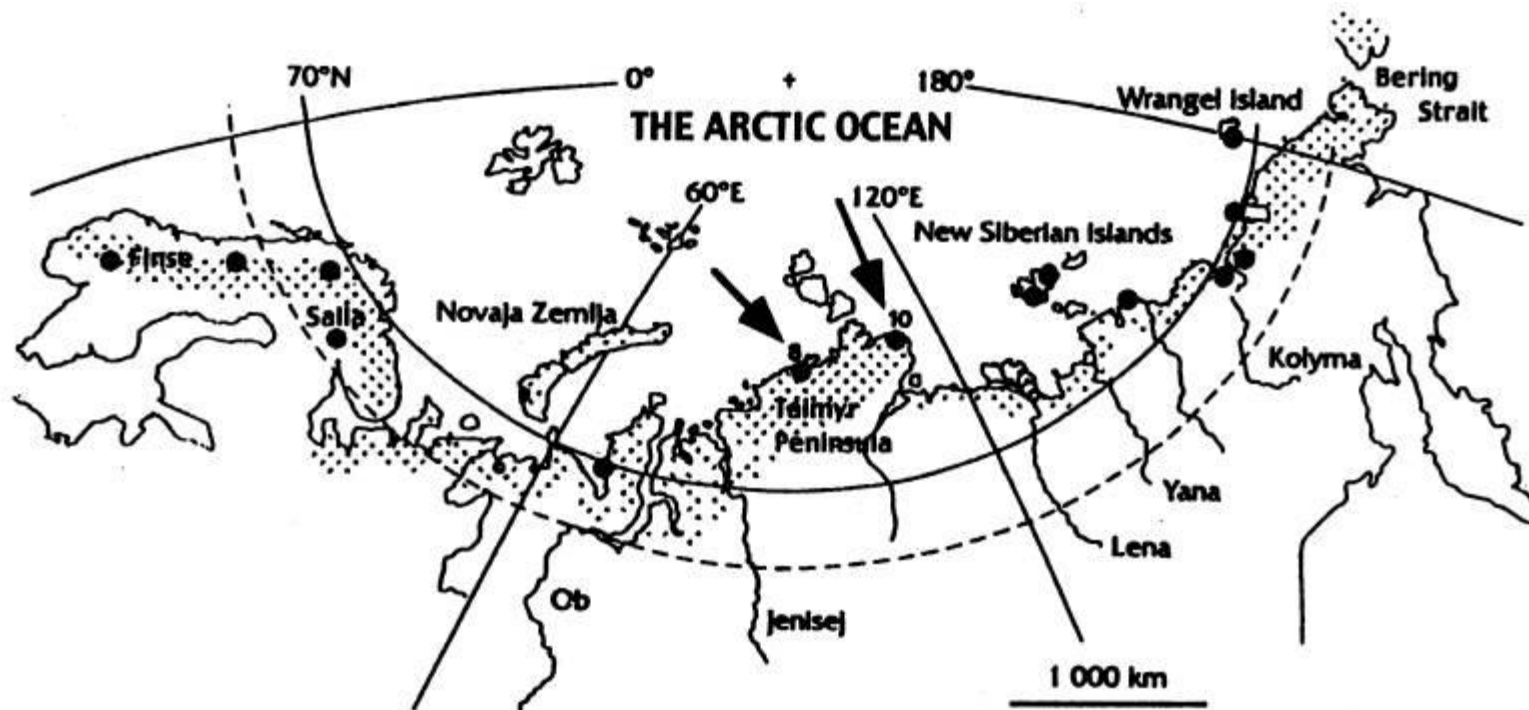 70°N
0°
180°
Bering
Strait
Wrangel Island
THE ARCTIC OCEAN
60°E
120°E
New Siberian Islands
Finse
Salla
Novaja Zemlja
8
10
Taimyr
Peninsula
Kolyma
Yana
Lena
Ob
Jenisej
1 000 km